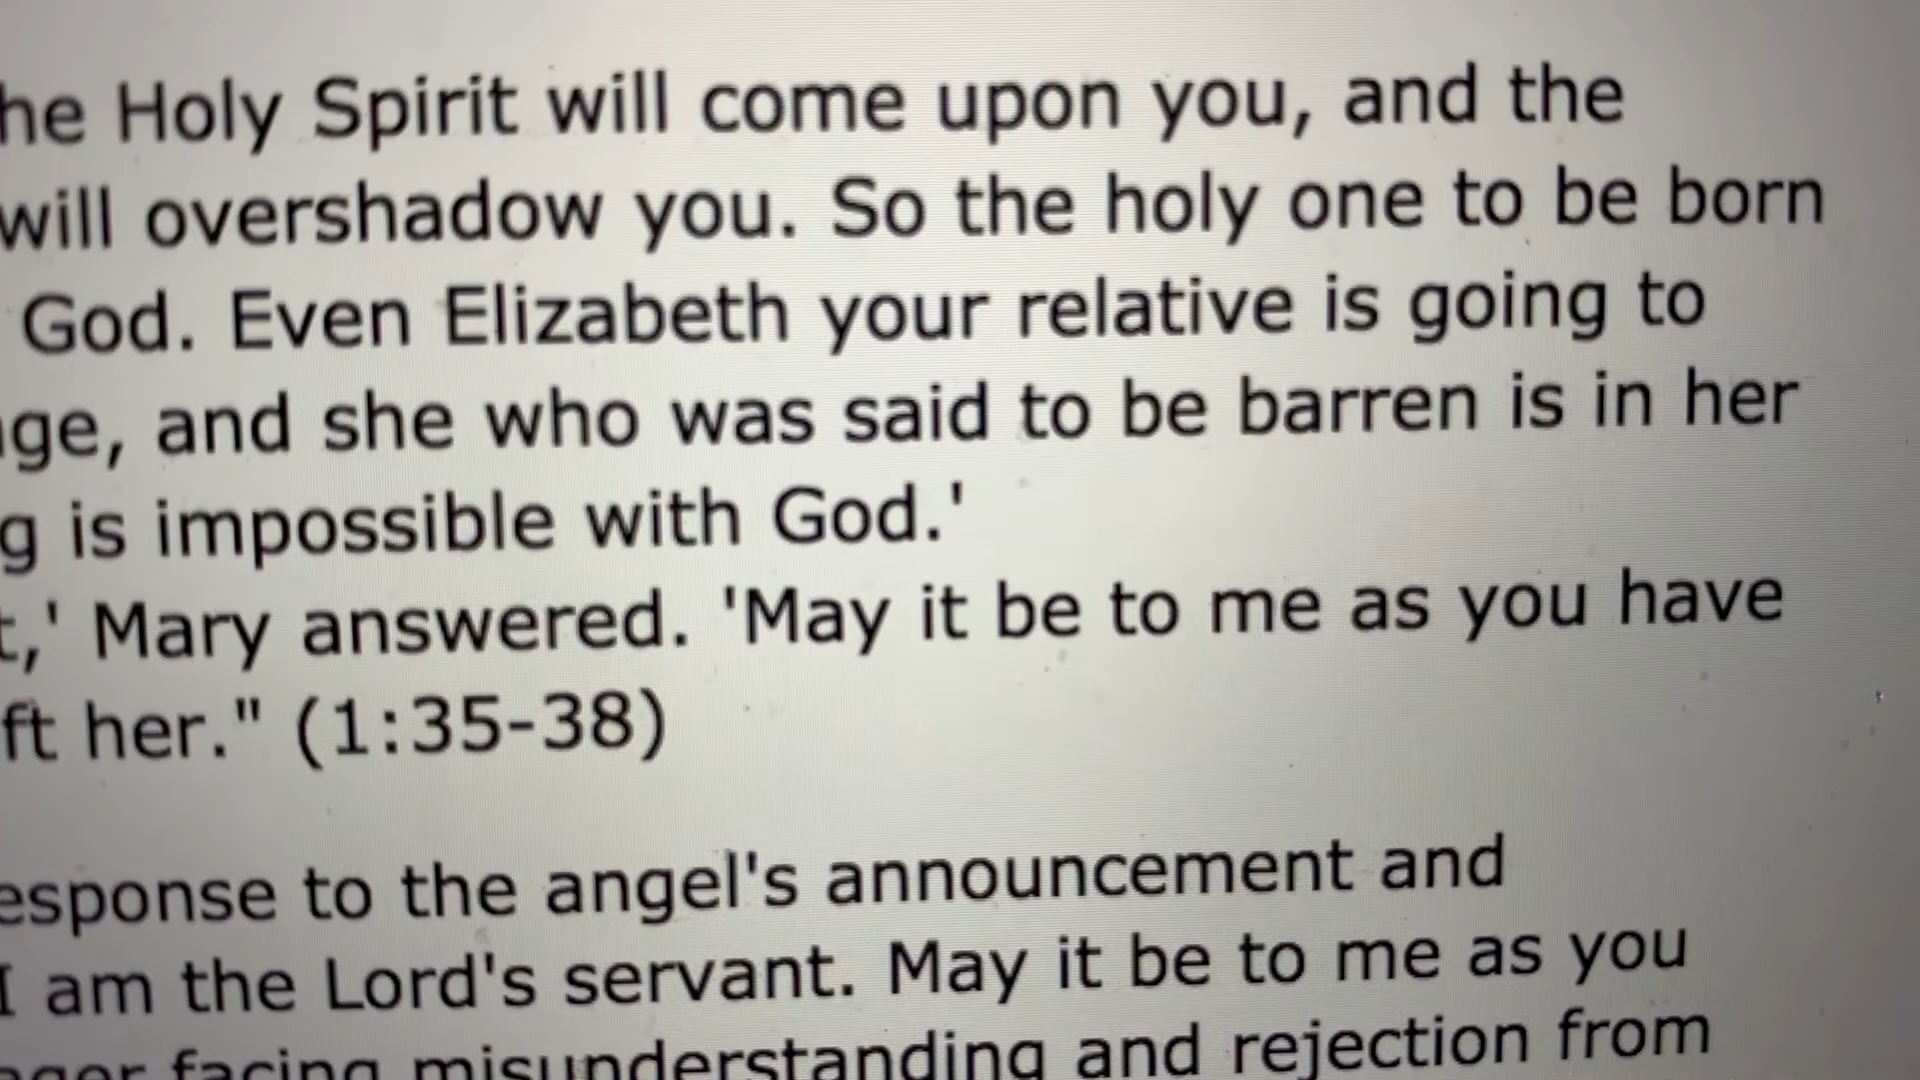 he Holy Spirit will come upon you, and the
will overshadow you. So the holy one to be born
God. Even Elizabeth your relative is going to
ge, and she who was said to be barren is in her
g is impossible with God.'
t,' Mary answered. 'May it be to me as you have
ft her." (1:35-38)
esponse to the angel's announcement and
I am the Lord's servant. May it be to me as you
facing misunderstanding and rejection from